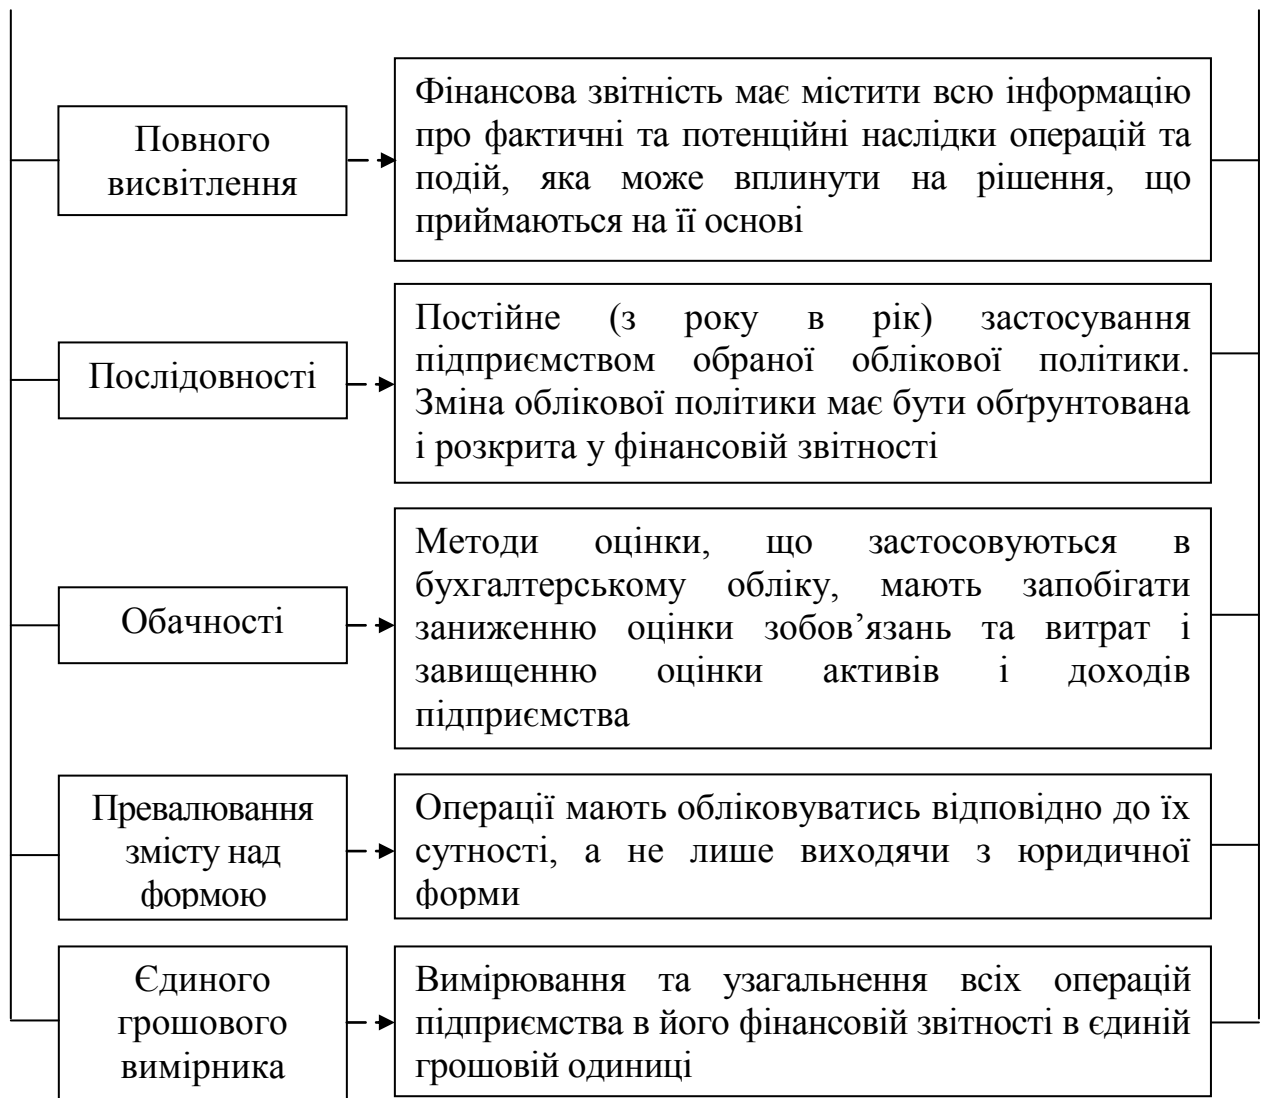 Повного
висвітлення
Фінансова звітність має містити всю інформацію
про фактичні та потенційні наслідки операцій та
подій, яка може вплинути на рішення, що
приймаються на її основі
Послідовності
Постійне (з року в рік) застосування
підприємством обраної облікової політики.
Зміна облікової політики має бути обґрунтована
і розкрита у фінансовій звітності
Обачності
Методи оцінки, що застосовуються в
бухгалтерському обліку, мають запобігати
заниженню оцінки зобов’язань та витрат і
завищенню оцінки активів і доходів
підприємства
Превалювання
змісту над
формою
Операції мають обліковуватись відповідно до їх
сутності, а не лише виходячи з юридичної
форми
Єдиного
грошового
вимірника
Вимірювання та узагальнення всіх операцій
підприємства в його фінансовій звітності в єдиній
грошовій одиниці